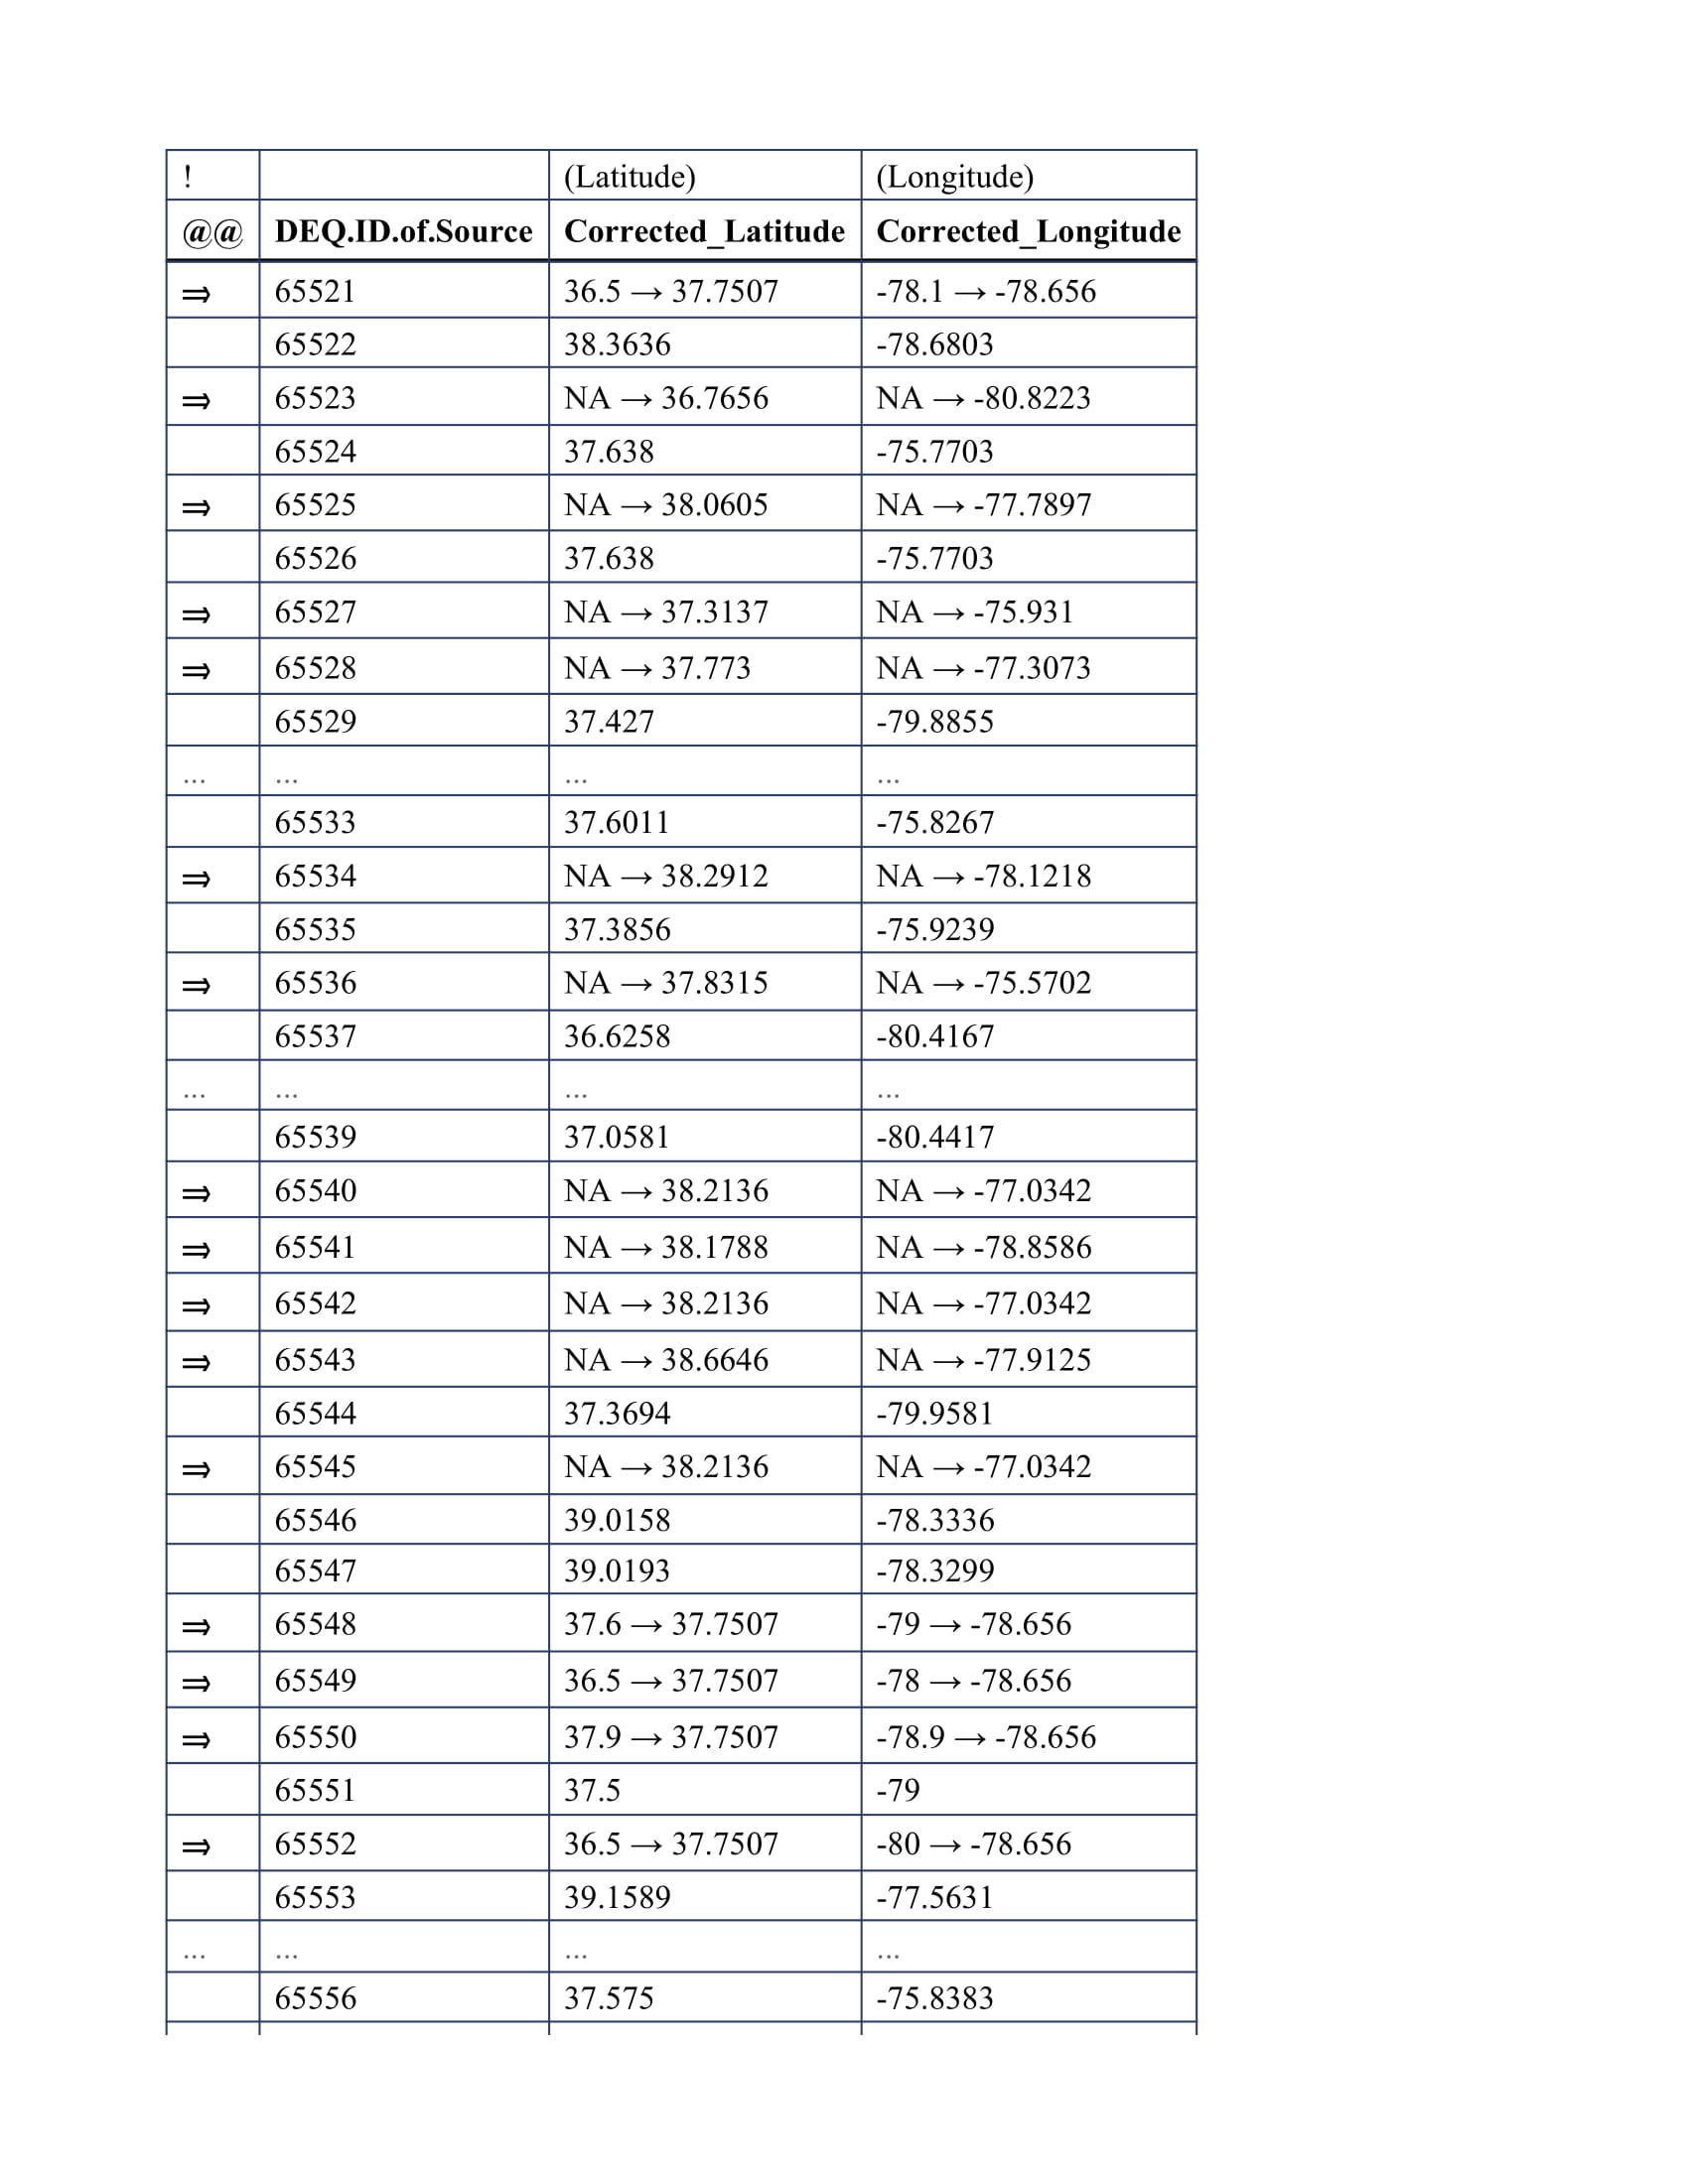 ! (Latitude) (Longitude)
@@ DEQ.ID.of.Source Corrected_Latitude Corrected_Longitude
⇒ 65521 36.5 → 37.7507 -78.1 → -78.656
65522 38.3636 -78.6803
⇒ 65523 NA → 36.7656 NA → -80.8223
65524 37.638 -75.7703
⇒ 65525 NA → 38.0605 NA → -77.7897
65526 37.638 -75.7703
⇒ 65527 NA → 37.3137 NA → -75.931
⇒ 65528 NA → 37.773 NA → -77.3073
65529 37.427 -79.8855
... ... ... ...
65533 37.6011 -75.8267
⇒ 65534 NA → 38.2912 NA → -78.1218
65535 37.3856 -75.9239
⇒ 65536 NA → 37.8315 NA → -75.5702
65537 36.6258 -80.4167
... ... ... ...
65539 37.0581 -80.4417
⇒ 65540 NA → 38.2136 NA → -77.0342
⇒ 65541 NA → 38.1788 NA → -78.8586
⇒ 65542 NA → 38.2136 NA → -77.0342
⇒ 65543 NA → 38.6646 NA → -77.9125
65544 37.3694 -79.9581
⇒ 65545 NA → 38.2136 NA → -77.0342
65546 39.0158 -78.3336
65547 39.0193 -78.3299
⇒ 65548 37.6 → 37.7507 -79 → -78.656
⇒ 65549 36.5 → 37.7507 -78 → -78.656
⇒ 65550 37.9 → 37.7507 -78.9 → -78.656
65551 37.5 -79
⇒ 65552 36.5 → 37.7507 -80 → -78.656
65553 39.1589 -77.5631
... ... ... ...
65556 37.575 -75.8383